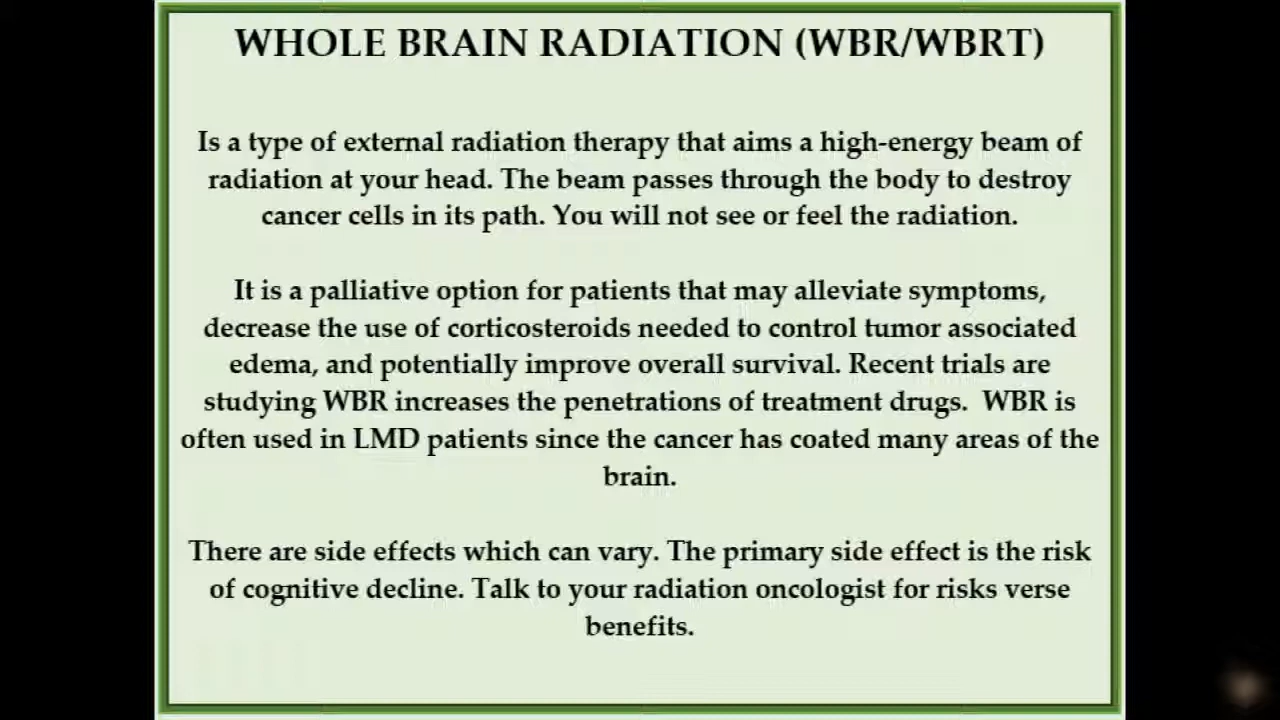 WHOLE BRAIN RADIATION (WBR/WBRT)
Is a type of external radiation therapy that aims a high-energy beam of
radiation at your head. The beam passes through the body to destroy
cancer cells in its path. You will not see or feel the radiation.
It is a palliative option for patients that may alleviate symptoms,
decrease the use of corticosteroids needed to control tumor associated
edema, and potentially improve overall survival. Recent trials are
studying WBR increases the penetrations of treatment drugs.  WBR is
often used in LMD patients since the cancer has coated many areas of the
brain.
There are side effects which can vary. The primary side effect is the risk
of cognitive decline. Talk to your radiation oncologist for risks verse
benefits.